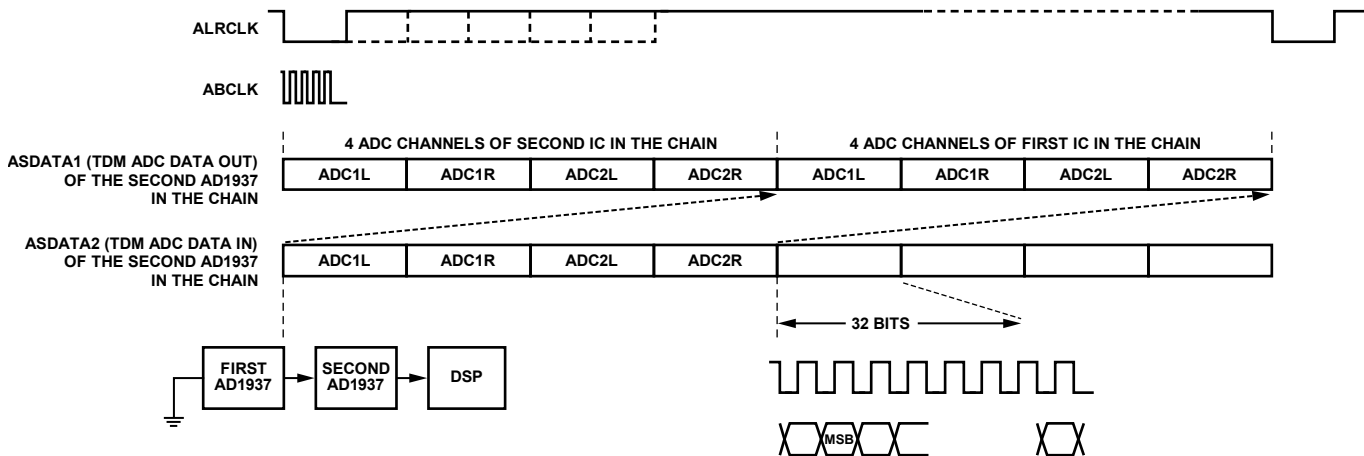 ALRCLK
ABCLK
4 ADC CHANNELS OF SECOND IC IN THE CHAIN
4 ADC CHANNELS OF FIRST IC IN THE CHAIN
ASDATA1 (TDM ADC DATA OUT)
OF THE SECOND AD1937
IN THE CHAIN
ADC1L
ADC1R
ADC2L
ADC2R
ADC1L
ADC1R
ADC2L
ADC2R
ASDATA2 (TDM ADC DATA IN)
OF THE SECOND AD1937
IN THE CHAIN
ADC1L
ADC1R
ADC2L
ADC2R
32 BITS
FIRST
AD1937
SECOND
AD1937
DSP
MSB